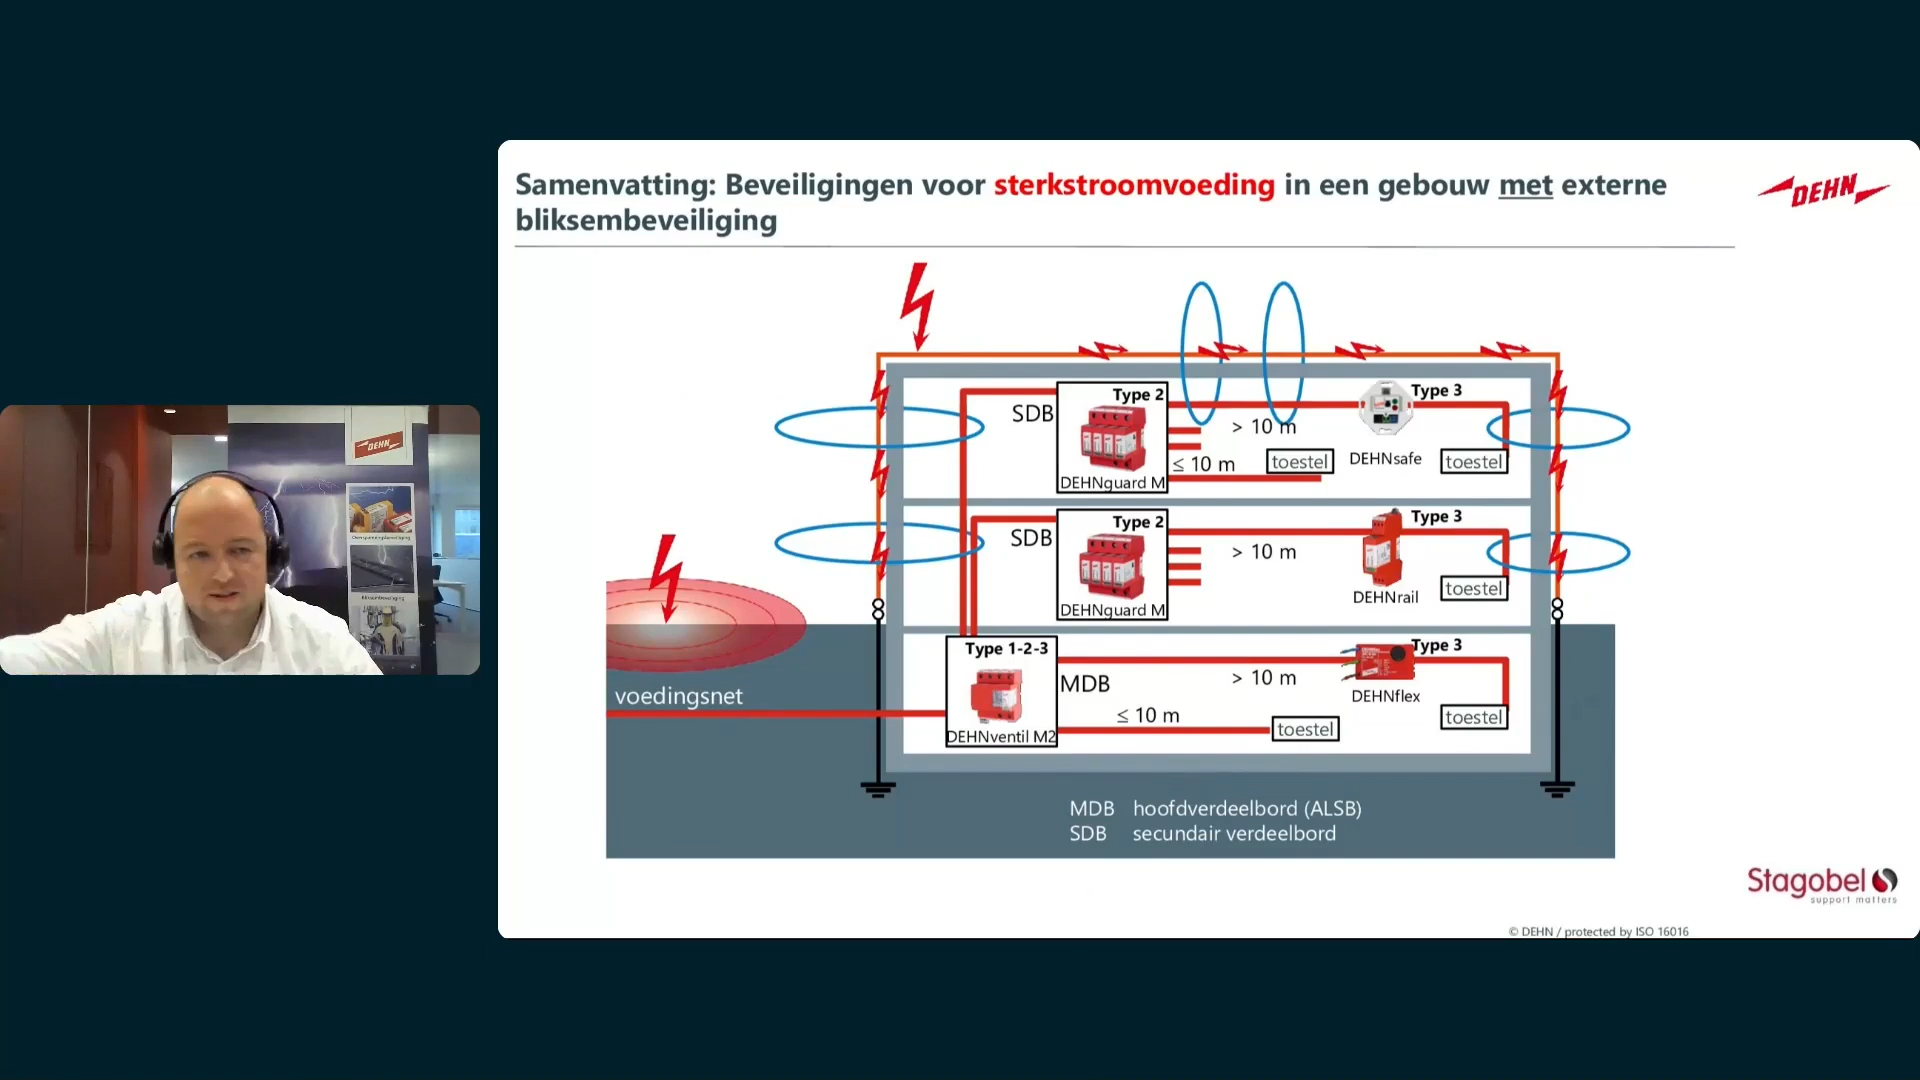 Samenvatting: Beveiligingen voor sterkstroomvoeding in een gebouw met externe
bliksembeveiliging
DEHN
SDB
Type 2
DEHNguard M
> 10 m
≤ 10 m
toestel
Type 3
DEHNsafe
toestel
SDB
Type 2
DEHNguard M
> 10 m
Type 3
DEHNrail
toestel
voedingsnet
Type 1-2-3
DEHNventil M2
MDB
> 10 m
≤ 10 m
toestel
Type 3
DEHNflex
toestel
MDB hoofdverdeelbord (ALSB)
SDB secundair verdeelbord
Stagobel
support matters
© DEHN / protected by ISO 16016
DEHN
Overspanningsbeveiliging
Bliksembeveiliging